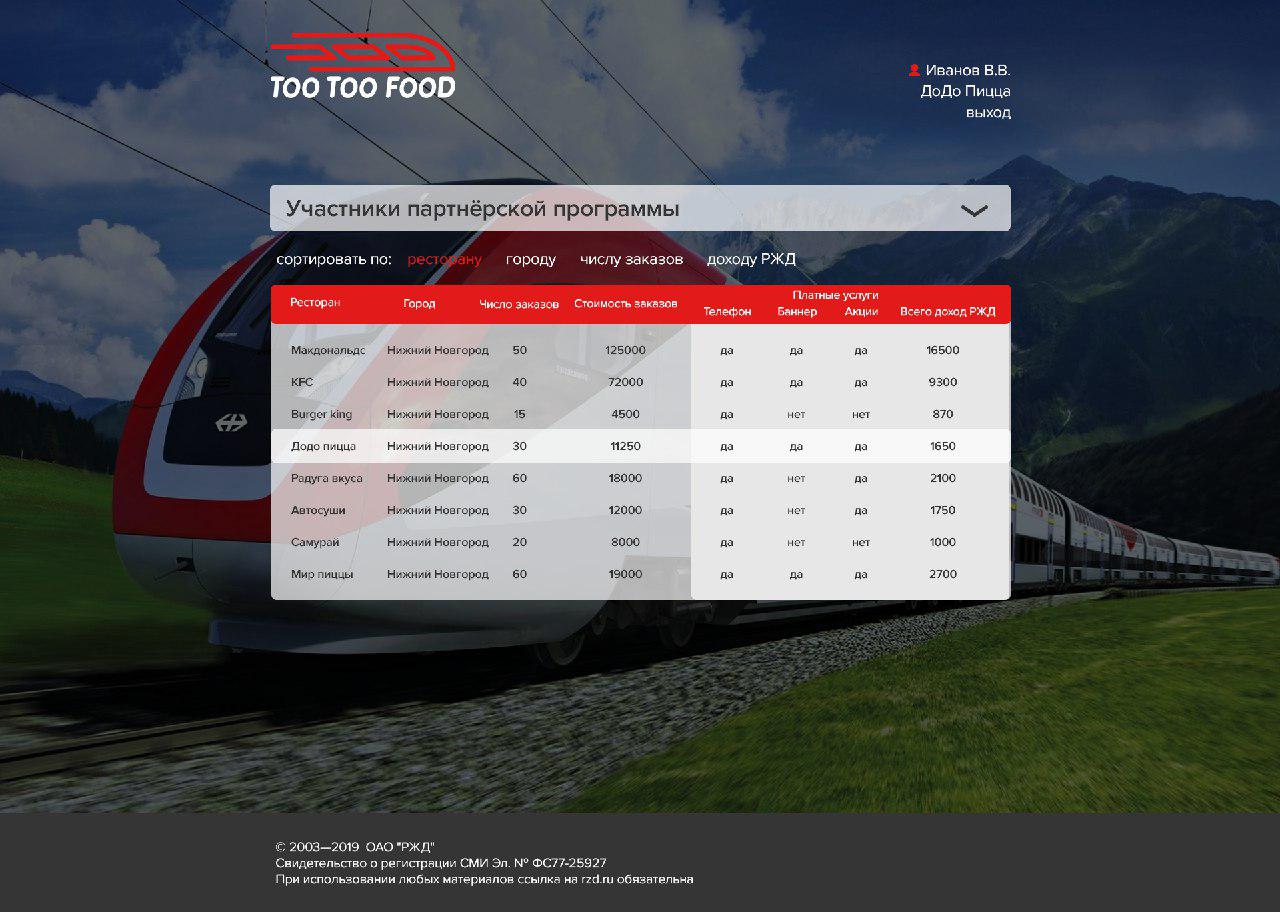 TOO TOO FOOD
Иванов В.В.
ДоДо Пицца
выход
Участники партнёрской программы
сортировать по: ресторану городу числу заказов доходу РЖД
Ресторан Город Число заказов Стоимость заказов Платные услуги
Телефон Баннер Акции Всего доход РЖД
Макдональдс Нижний Новгород 50 125000 да да да 16500
KFC Нижний Новгород 40 72000 да да да 9300
Burger king Нижний Новгород 15 4500 да нет нет 870
Додо пицца Нижний Новгород 30 11250 да да да 1650
Радуга вкуса Нижний Новгород 60 18000 да нет да 2100
Автосуши Нижний Новгород 30 12000 да нет да 1750
Самурай Нижний Новгород 20 8000 да нет нет 1000
Мир пиццы Нижний Новгород 60 19000 да да да 2700
© 2003—2019 ОАО "РЖД"
Свидетельство о регистрации СМИ Эл. № ФС77-25927
При использовании любых материалов ссылка на rzd.ru обязательна